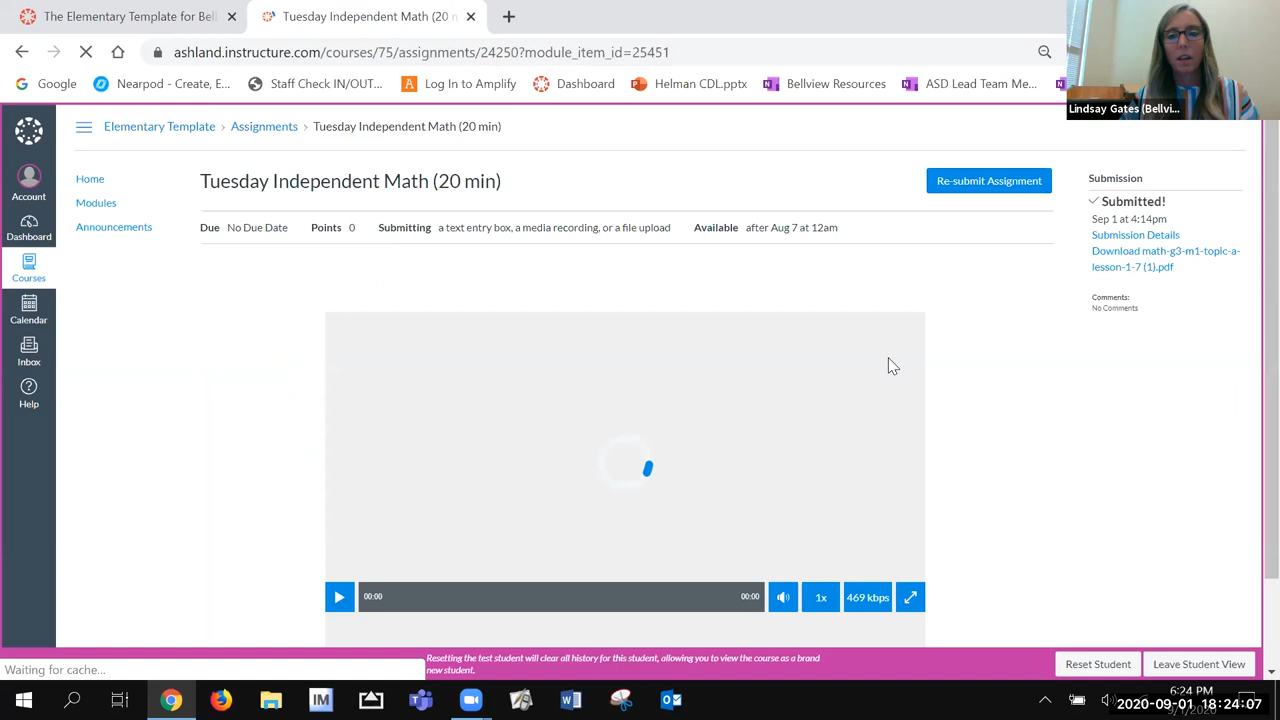 The Elementary Template for Bell
Tuesday Independent Math (20 m
ashland.instructure.com/courses/75/assignments/24250?module_item_id=25451
Google
Nearpod - Create, E...
Staff Check IN/OUT...
Log In to Amplify
Dashboard
Helman CDL.pptx
Bellview Resources
ASD Lead Team Me...
Lindsay Gates (Bellvi...
Elementary Template > Assignments > Tuesday Independent Math (20 min)
Account
Dashboard
Courses
Calendar
Inbox
Help
Home
Modules
Announcements
Tuesday Independent Math (20 min)
Re-submit Assignment
Due No Due Date Points 0 Submitting a text entry box, a media recording, or a file upload Available after Aug 7 at 12am
Submission
Submitted!
Sep 1 at 4:14pm
Submission Details
Download math-g3-m1-topic-a-
lesson-1-7 (1).pdf
Comments:
No Comments
00:00
00:00
1x
469 kbps
Waiting for cache...
Resetting the test student will clear all history for this student, allowing you to view the course as a brand
new student.
Reset Student
Leave Student View
IM
6:24 PM
2020-09-01 18:24:07